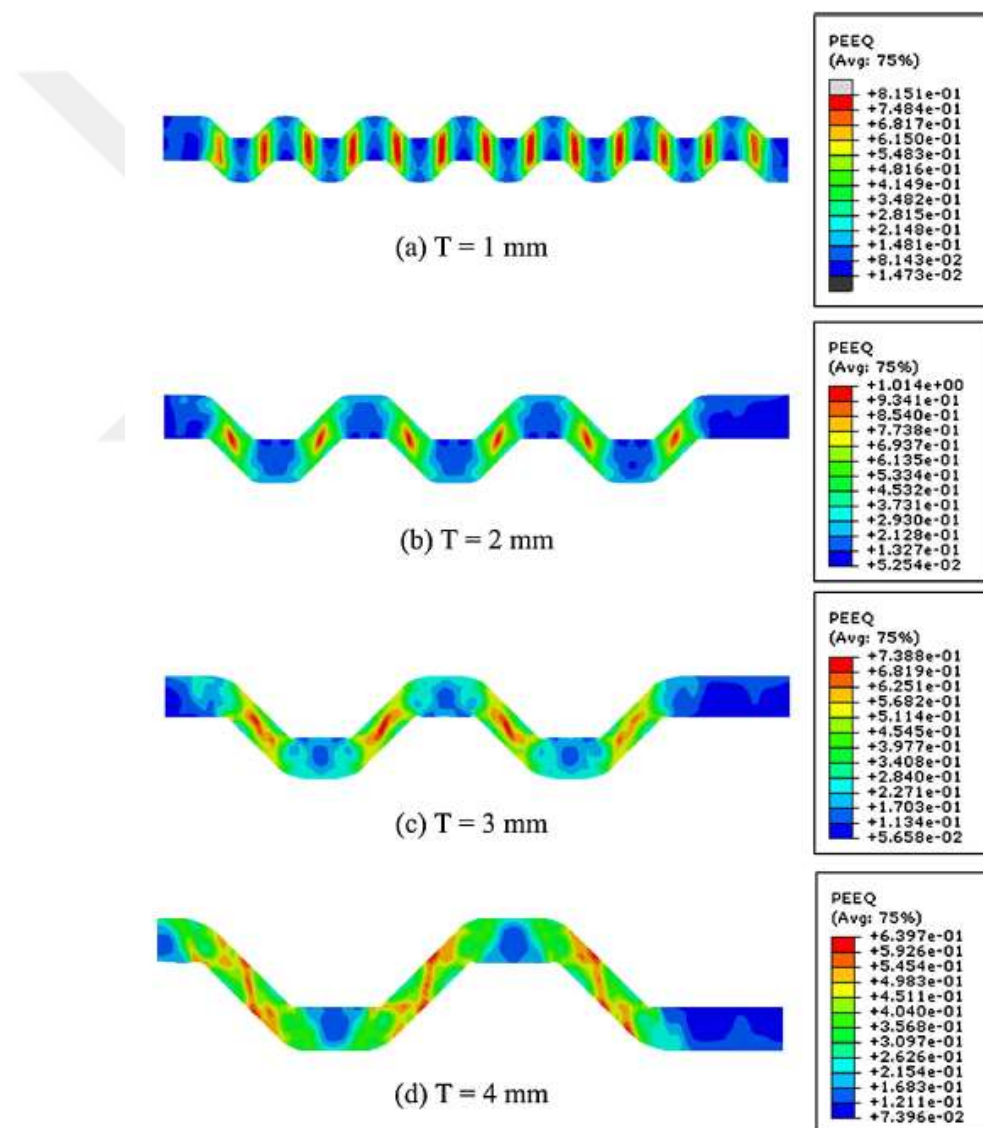 PEEQ
(Avg: 75%)
+8.151e-01
+7.484e-01
+6.817e-01
+6.150e-01
+5.483e-01
+4.816e-01
+4.149e-01
+3.482e-01
+2.815e-01
+2.148e-01
+1.481e-01
+8.143e-02
+1.473e-02
(a) T = 1 mm
PEEQ
(Avg: 75%)
+1.014e+00
+9.341e-01
+8.540e-01
+7.738e-01
+6.937e-01
+6.135e-01
+5.334e-01
+4.532e-01
+3.731e-01
+2.930e-01
+2.128e-01
+1.327e-01
+5.254e-02
(b) T = 2 mm
PEEQ
(Avg: 75%)
+7.388e-01
+6.819e-01
+6.251e-01
+5.682e-01
+5.114e-01
+4.545e-01
+3.977e-01
+3.408e-01
+2.840e-01
+2.271e-01
+1.703e-01
+1.134e-01
+5.658e-02
(c) T = 3 mm
PEEQ
(Avg: 75%)
+6.397e-01
+5.926e-01
+5.454e-01
+4.983e-01
+4.511e-01
+4.040e-01
+3.568e-01
+3.097e-01
+2.626e-01
+2.154e-01
+1.683e-01
+1.211e-01
+7.396e-02
(d) T = 4 mm